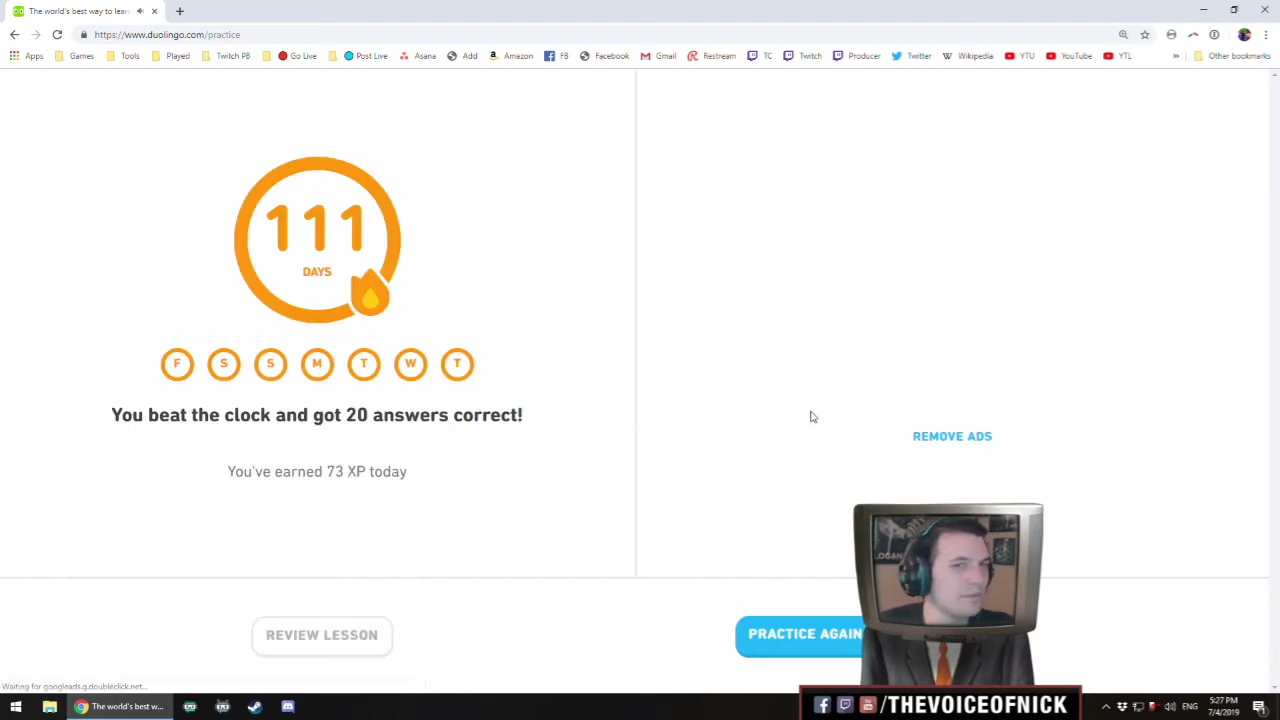 The world's best way to lear
https://www.duolingo.com/practice
Apps Games Tools Played Twitch PB Go Live Post Live Asana Add Amazon FB Facebook Gmail Restream TC Twitch Producer Twitter Wikipedia YTU YouTube YTL » Other bookmarks
111
DAYS
F S S M T W T
You beat the clock and got 20 answers correct!
You've earned 73 XP today
REMOVE ADS
LOGAN
REVIEW LESSON
PRACTICE AGAIN
Waiting for googleads.g.doubleclick.net...
The world's best w...
/THEVOICEOFNICK
ENG
5:27 PM
7/4/2019